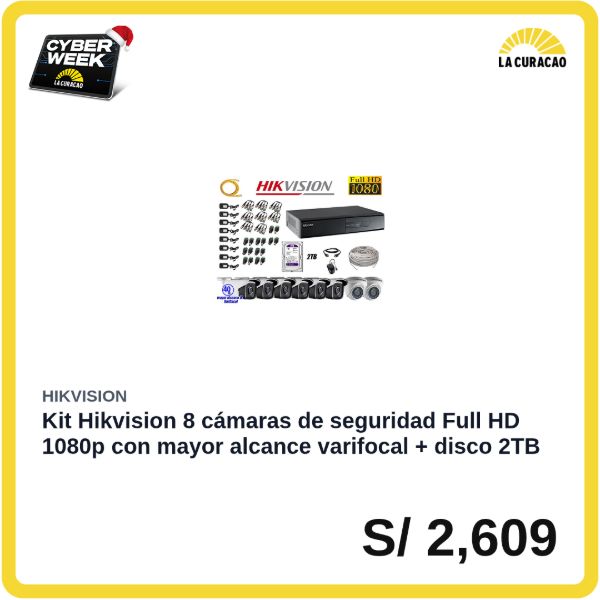 CYBER
WEEK
LA CURACAO
LA CURACAO
HIKVISION
Full HD
1080
2TB
40
HIKVISION
Kit Hikvision 8 cámaras de seguridad Full HD
1080p con mayor alcance varifocal + disco 2TB
S/ 2,609